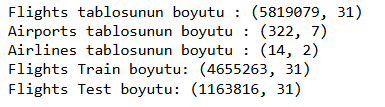 Flights tablosunun boyutu : (5819079, 31)
Airports tablosunun boyutu : (322, 7)
Airlines tablosunun boyutu : (14, 2)
Flights Train boyutu: (4655263, 31)
Flights Test boyutu: (1163816, 31)